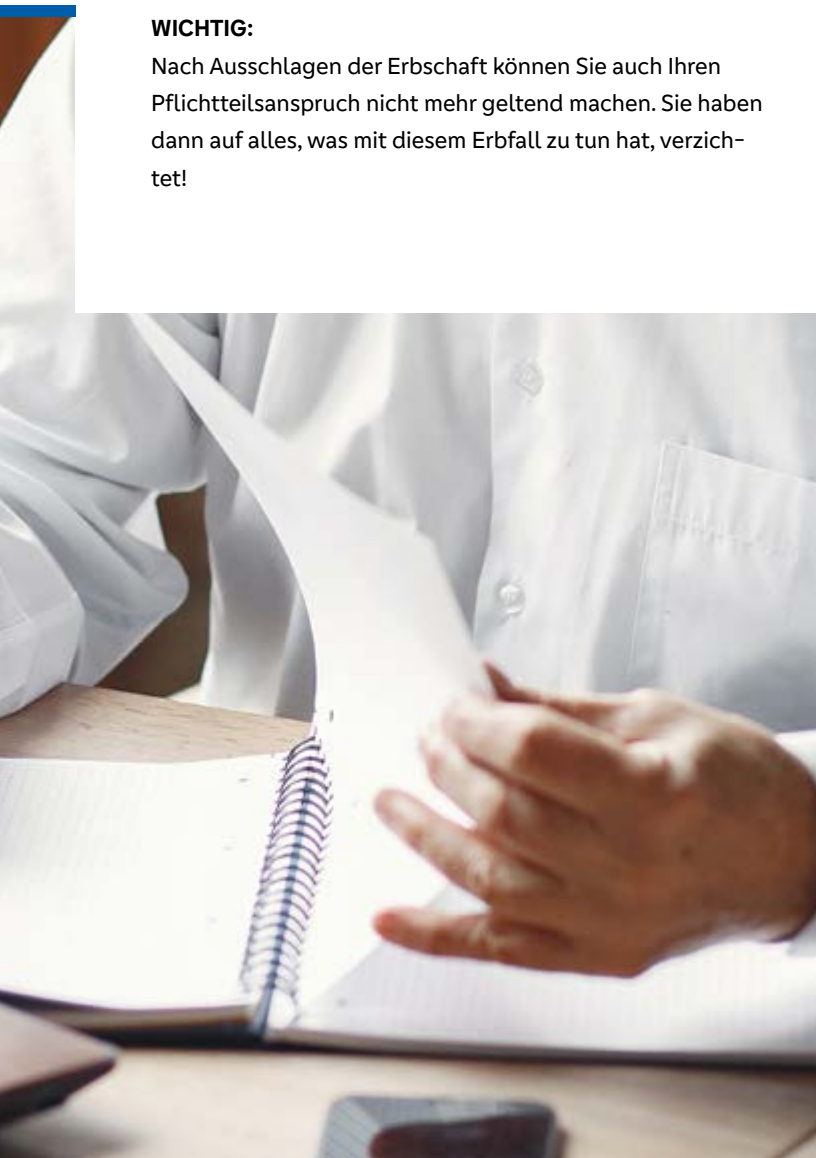 WICHTIG:
Nach Ausschlagen der Erbschaft können Sie auch Ihren
Pflichtteilsanspruch nicht mehr geltend machen. Sie haben
dann auf alles, was mit diesem Erbfall zu tun hat, verzich-
tet!